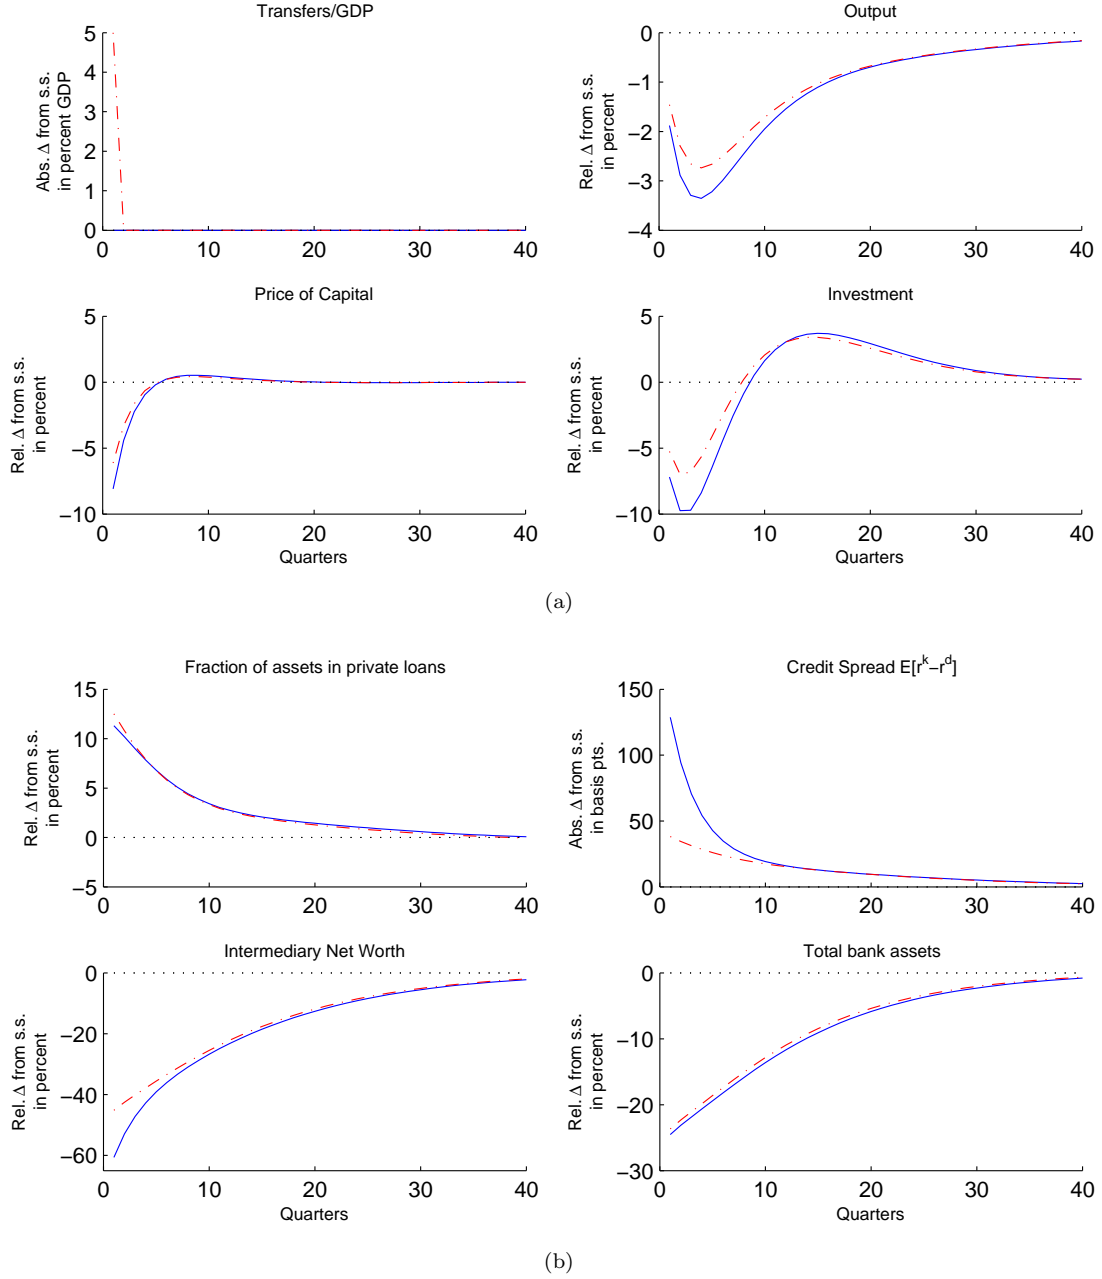 Transfers/GDP
Abs. Δ from s.s.
in percent GDP
5
4
3
2
1
0
0
10
20
30
40
Output
Rel. Δ from s.s.
in percent
0
−1
−2
−3
−4
0
10
20
30
40
Price of Capital
Rel. Δ from s.s.
in percent
5
0
−5
−10
0
10
20
30
40
Quarters
Investment
Rel. Δ from s.s.
in percent
5
0
−5
−10
0
10
20
30
40
Quarters
(a)
Fraction of assets in private loans
Rel. Δ from s.s.
in percent
15
10
5
0
−5
0
10
20
30
40
Credit Spread E[r^k−r^d]
Abs. Δ from s.s.
in basis pts.
150
100
50
0
0
10
20
30
40
Intermediary Net Worth
Rel. Δ from s.s.
in percent
0
−20
−40
−60
0
10
20
30
40
Quarters
Total bank assets
Rel. Δ from s.s.
in percent
0
−10
−20
−30
0
10
20
30
40
Quarters
(b)